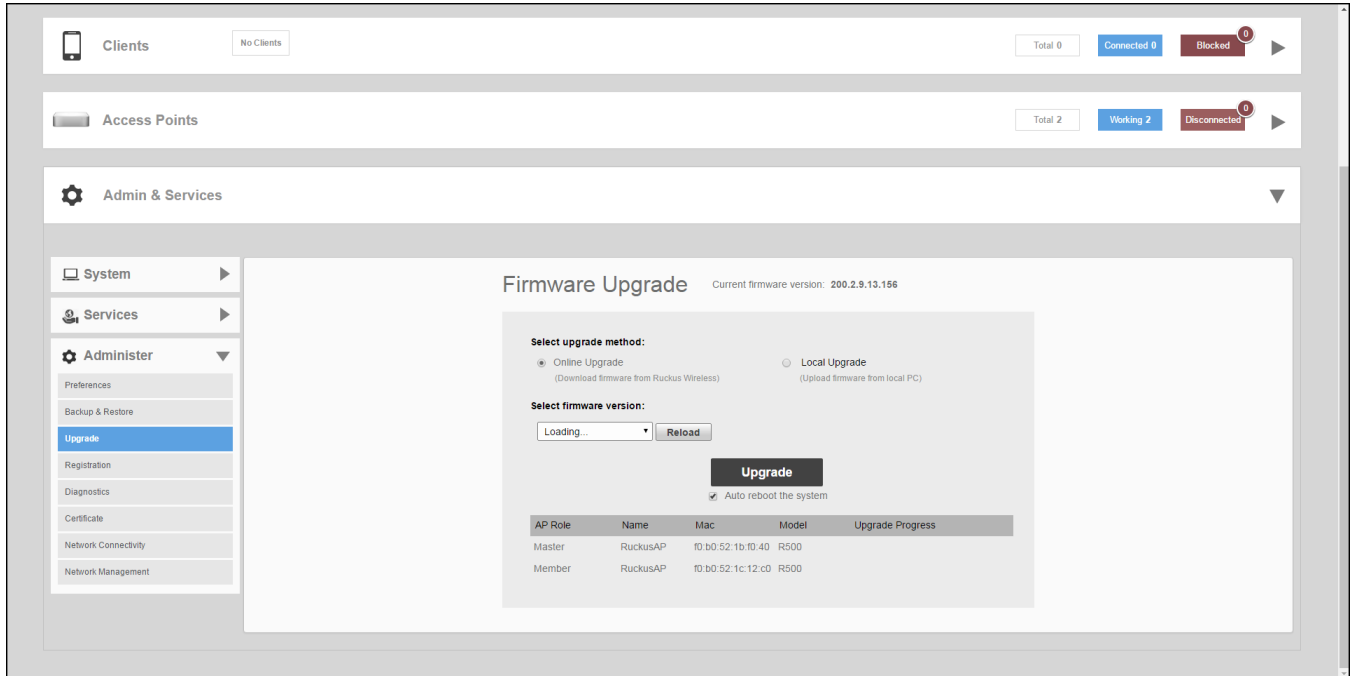 Clients No Clients Total 0 Connected 0 Blocked 0
Access Points Total 2 Working 2 Disconnected 0
Admin & Services
System
Services
Administer
Preferences
Backup & Restore
Upgrade
Registration
Diagnostics
Certificate
Network Connectivity
Network Management
Firmware Upgrade Current firmware version: 200.2.9.13.156
Select upgrade method:
Online Upgrade Local Upgrade
(Download firmware from Ruckus Wireless) (Upload firmware from local PC)
Select firmware version:
Loading... Reload
Upgrade
Auto reboot the system
AP Role Name Mac Model Upgrade Progress
Master RuckusAP f0:b0:52:1b:f0:40 R500
Member RuckusAP f0:b0:52:1c:12:c0 R500